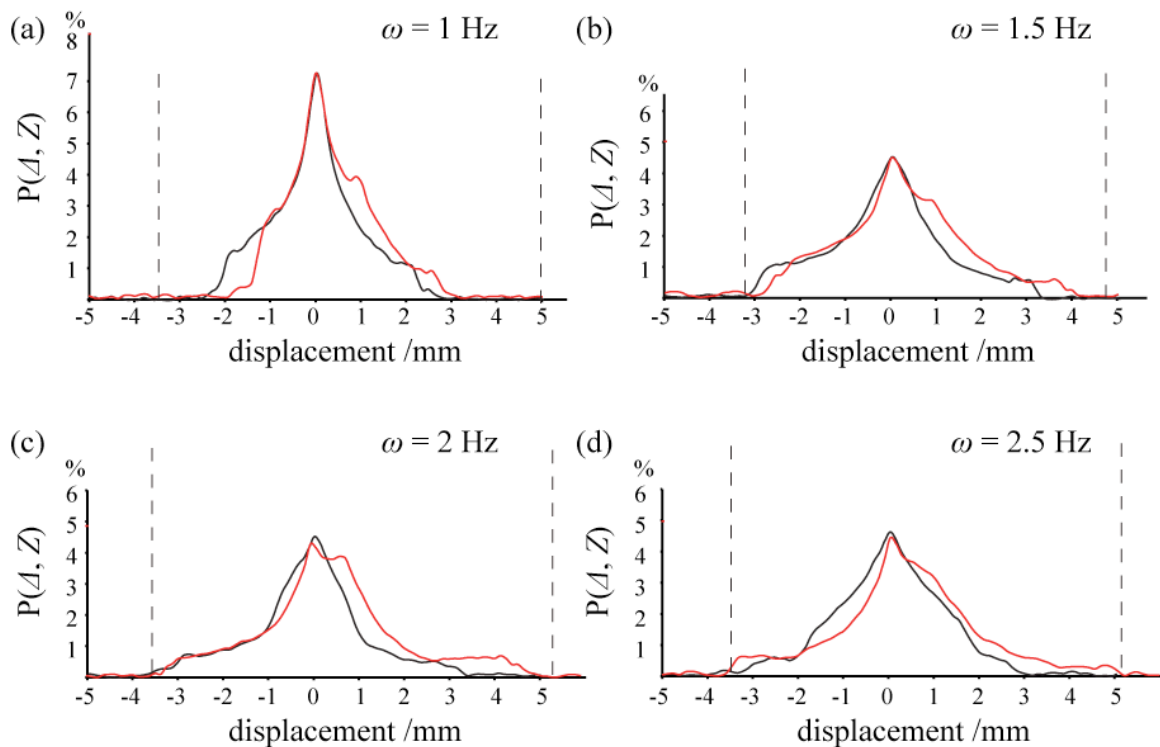 (a) ω = 1 Hz
%
8
7
6
5
4
3
2
1
P(Δ, Z)
-5 -4 -3 -2 -1 0 1 2 3 4 5
displacement /mm
(b) ω = 1.5 Hz
%
6
5
4
3
2
1
P(Δ, Z)
-5 -4 -3 -2 -1 0 1 2 3 4 5
displacement /mm
(c) ω = 2 Hz
%
6
5
4
3
2
1
P(Δ, Z)
-5 -4 -3 -2 -1 0 1 2 3 4 5
displacement /mm
(d) ω = 2.5 Hz
%
6
5
4
3
2
1
P(Δ, Z)
-5 -4 -3 -2 -1 0 1 2 3 4 5
displacement /mm